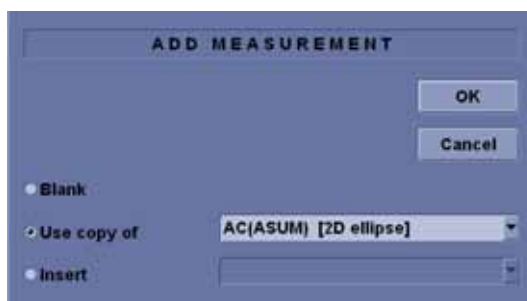 ADD MEASUREMENT
OK
Cancel
Blank
Use copy of AC(ASUM) [2D ellipse]
Insert